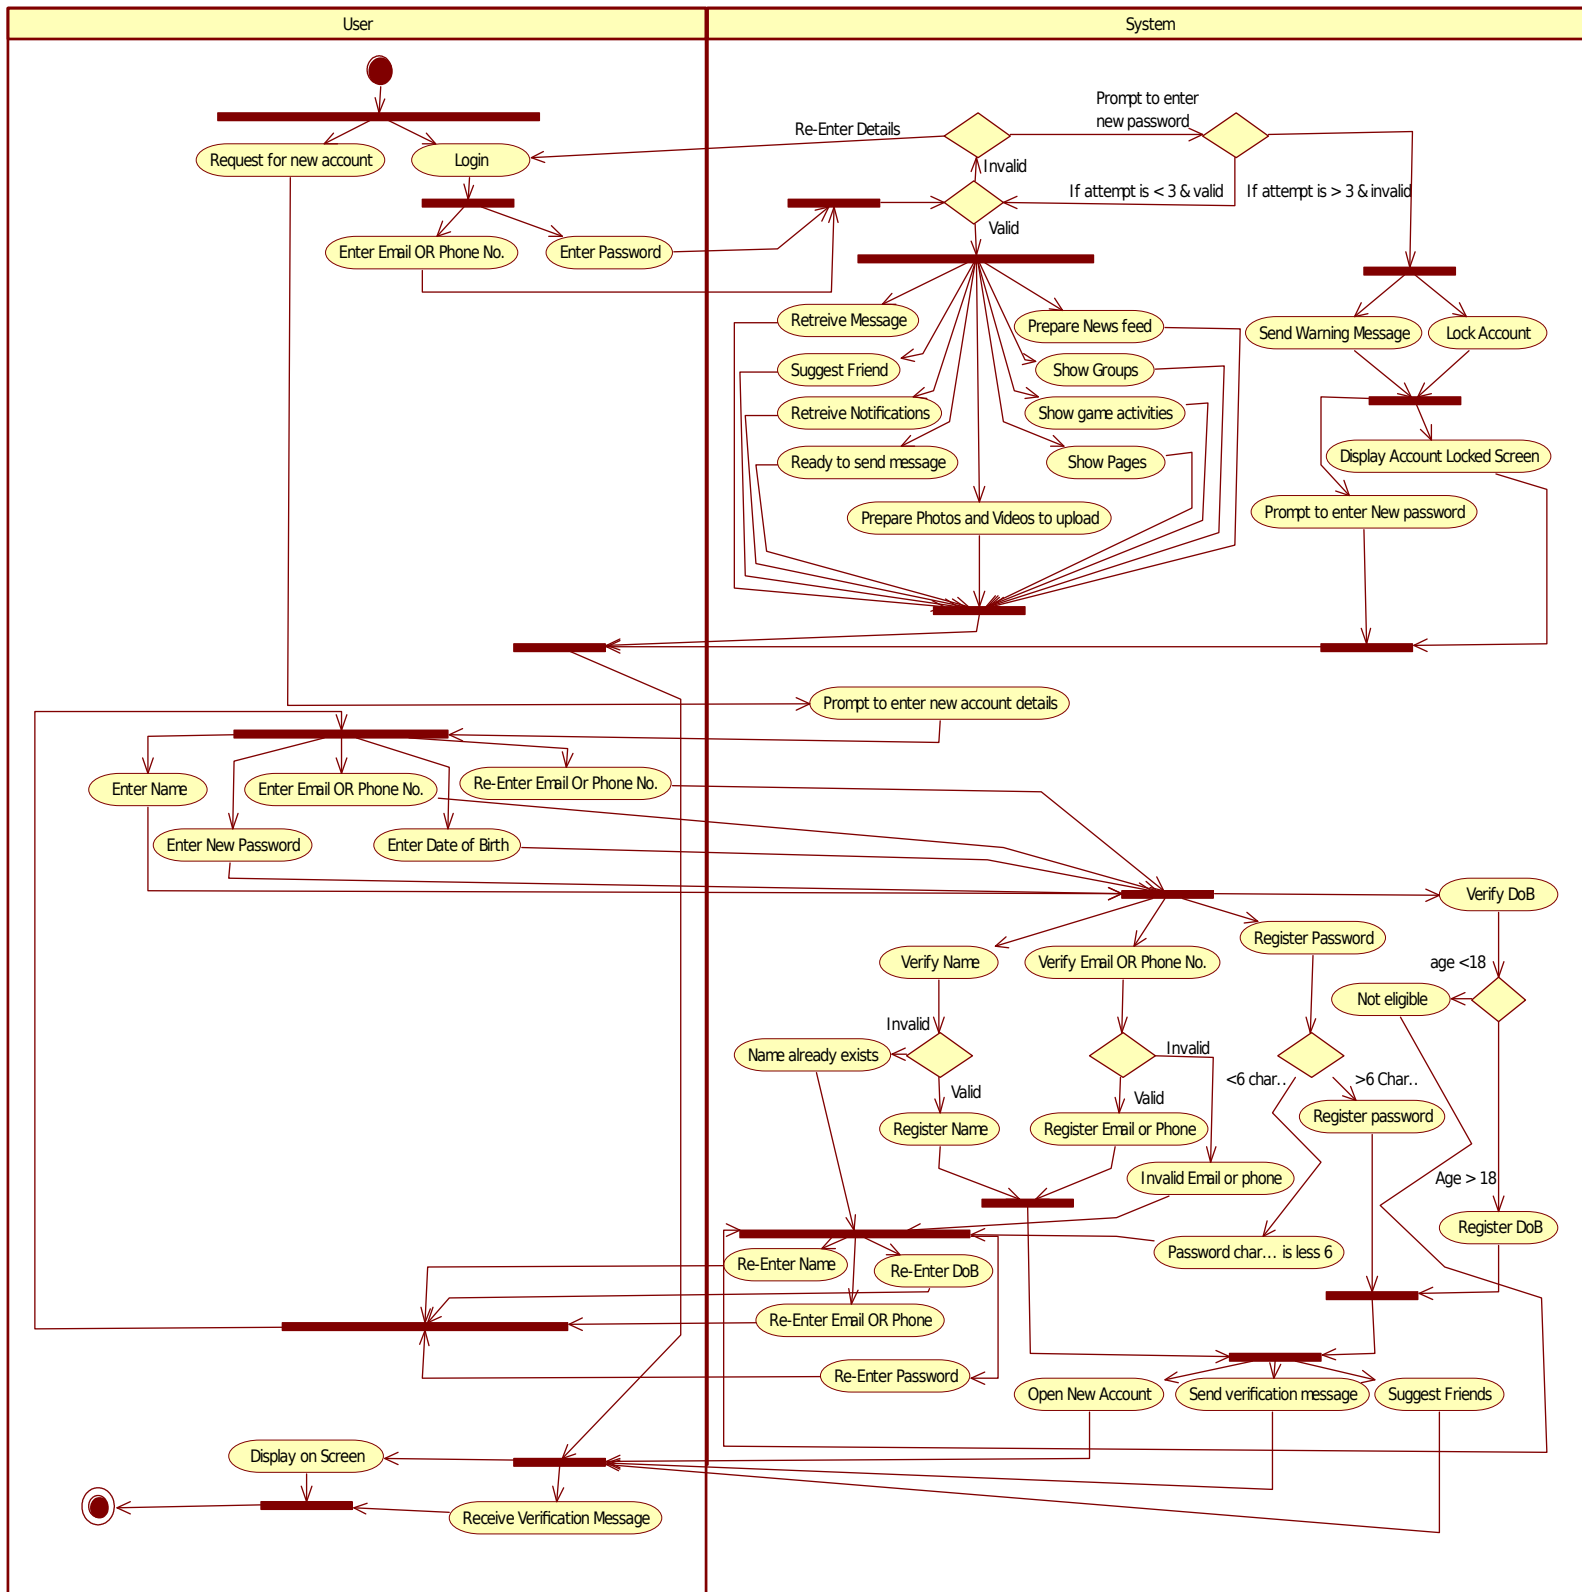 User
System
Prompt to enter
new password
Re-Enter Details
Request for new account
Login
Invalid
If attempt is < 3 & valid
If attempt is > 3 & invalid
Valid
Enter Email OR Phone No.
Enter Password
Retreive Message
Prepare News feed
Send Warning Message
Lock Account
Suggest Friend
Show Groups
Retreive Notifications
Show game activities
Ready to send message
Show Pages
Display Account Locked Screen
Prepare Photos and Videos to upload
Prompt to enter New password
Prompt to enter new account details
Enter Name
Enter Email OR Phone No.
Re-Enter Email Or Phone No.
Enter New Password
Enter Date of Birth
Verify DoB
Register Password
Verify Name
Verify Email OR Phone No.
age <18
Not eligible
Invalid
Name already exists
Invalid
<6 char..
>6 Char..
Valid
Valid
Register Name
Register Email or Phone
Register password
Invalid Email or phone
Age > 18
Register DoB
Password char... is less 6
Re-Enter Name
Re-Enter DoB
Re-Enter Email OR Phone
Re-Enter Password
Open New Account
Send verification message
Suggest Friends
Display on Screen
Receive Verification Message